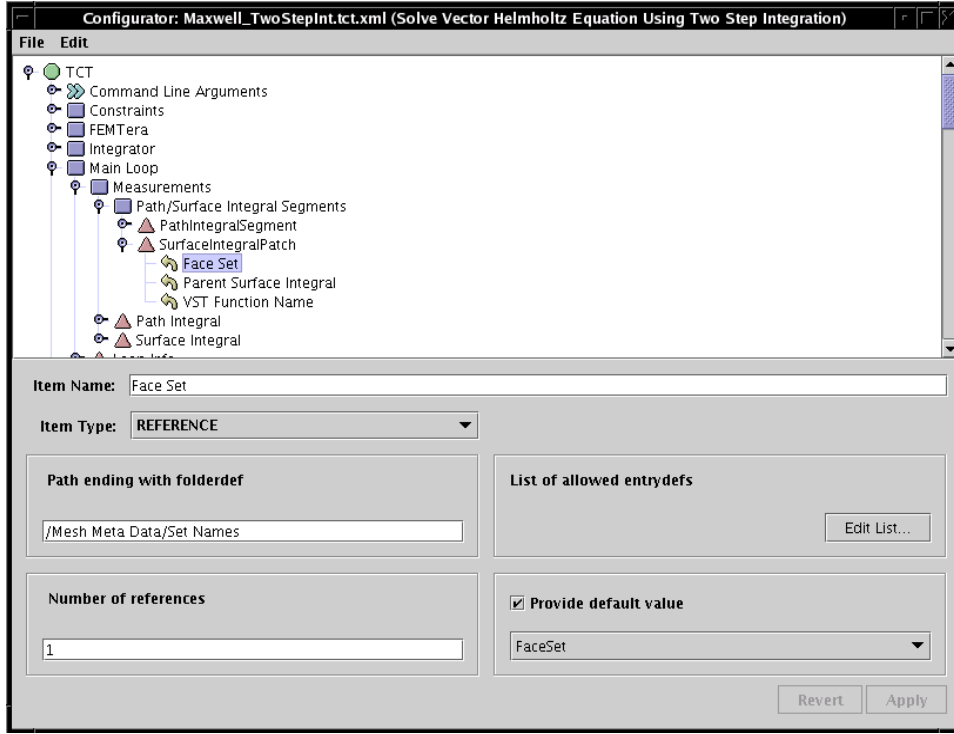 Configurator: Maxwell_TwoStepInt.tct.xml (Solve Vector Helmholtz Equation Using Two Step Integration)
File Edit
TCT
Command Line Arguments
Constraints
FEMTera
Integrator
Main Loop
Measurements
Path/Surface Integral Segments
PathIntegralSegment
SurfaceIntegralPatch
Face Set
Parent Surface Integral
VST Function Name
Path Integral
Surface Integral
Loop Info
Item Name: Face Set
Item Type: REFERENCE
Path ending with folderdef List of allowed entrydefs
/Mesh Meta Data/Set Names Edit List...
Number of references Provide default value
1 FaceSet
Revert Apply